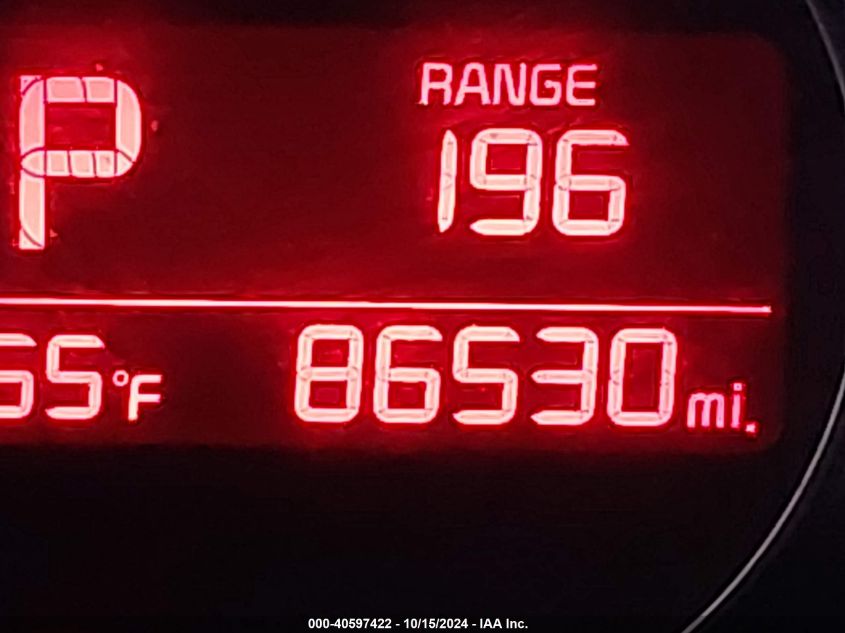 P
RANGE
196
55°F
86530 mi.
000-40597422 - 10/15/2024 - IAA Inc.